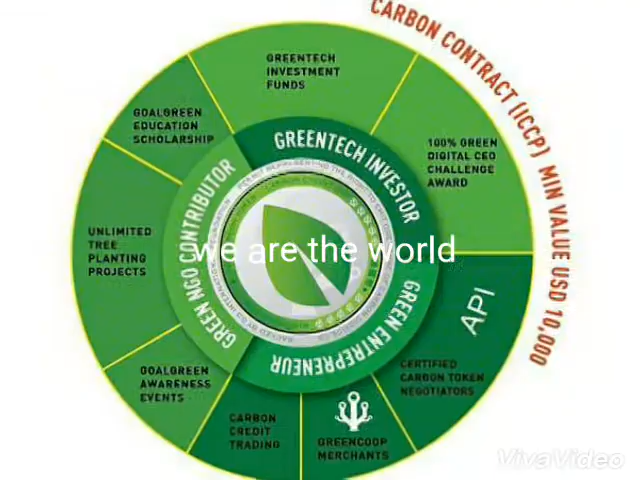 CARBON CONTRACT (ICCP) MIN VALUE USD 10,000
GREENTECH
INVESTMENT
FUNDS
GOALGREEN
EDUCATION
SCHOLARSHIP
100% GREEN
DIGITAL CEO
CHALLENGE
AWARD
GREENTECH INVESTOR
GREEN NGO CONTRIBUTOR
UNLIMITED
TREE
PLANTING
PROJECTS
we are the world
API
GREEN ENTREPRENEUR
GOALGREEN
AWARENESS
EVENTS
CERTIFIED
CARBON TOKEN
NEGOTIATORS
CARBON
CREDIT
TRADING
GREENCOOP
MERCHANTS
VivaVideo